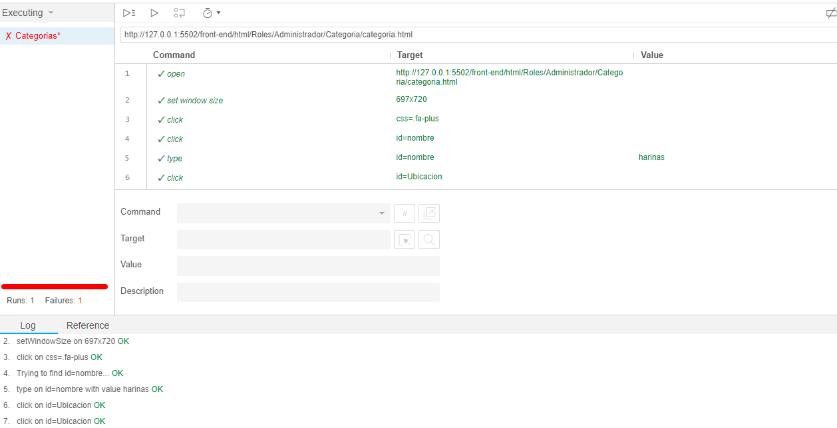 Executing
X Categorias*
http://127.0.0.1:5502/front-end/html/Roles/Administrador/Categoria/categoria.html
Command Target Value
1 ✓ open http://127.0.0.1:5502/front-end/html/Roles/Administrador/Catego
ria/categoria.html
2 ✓ set window size 697x720
3 ✓ click css=.fa-plus
4 ✓ click id=nombre
5 ✓ type id=nombre harinas
6 ✓ click id=Ubicacion
Command //
Target
Value
Description
Runs: 1 Failures: 1
Log Reference
2. setWindowSize on 697x720 OK
3. click on css=.fa-plus OK
4. Trying to find id=nombre... OK
5. type on id=nombre with value harinas OK
6. click on id=Ubicacion OK
7. click on id=Ubicacion OK